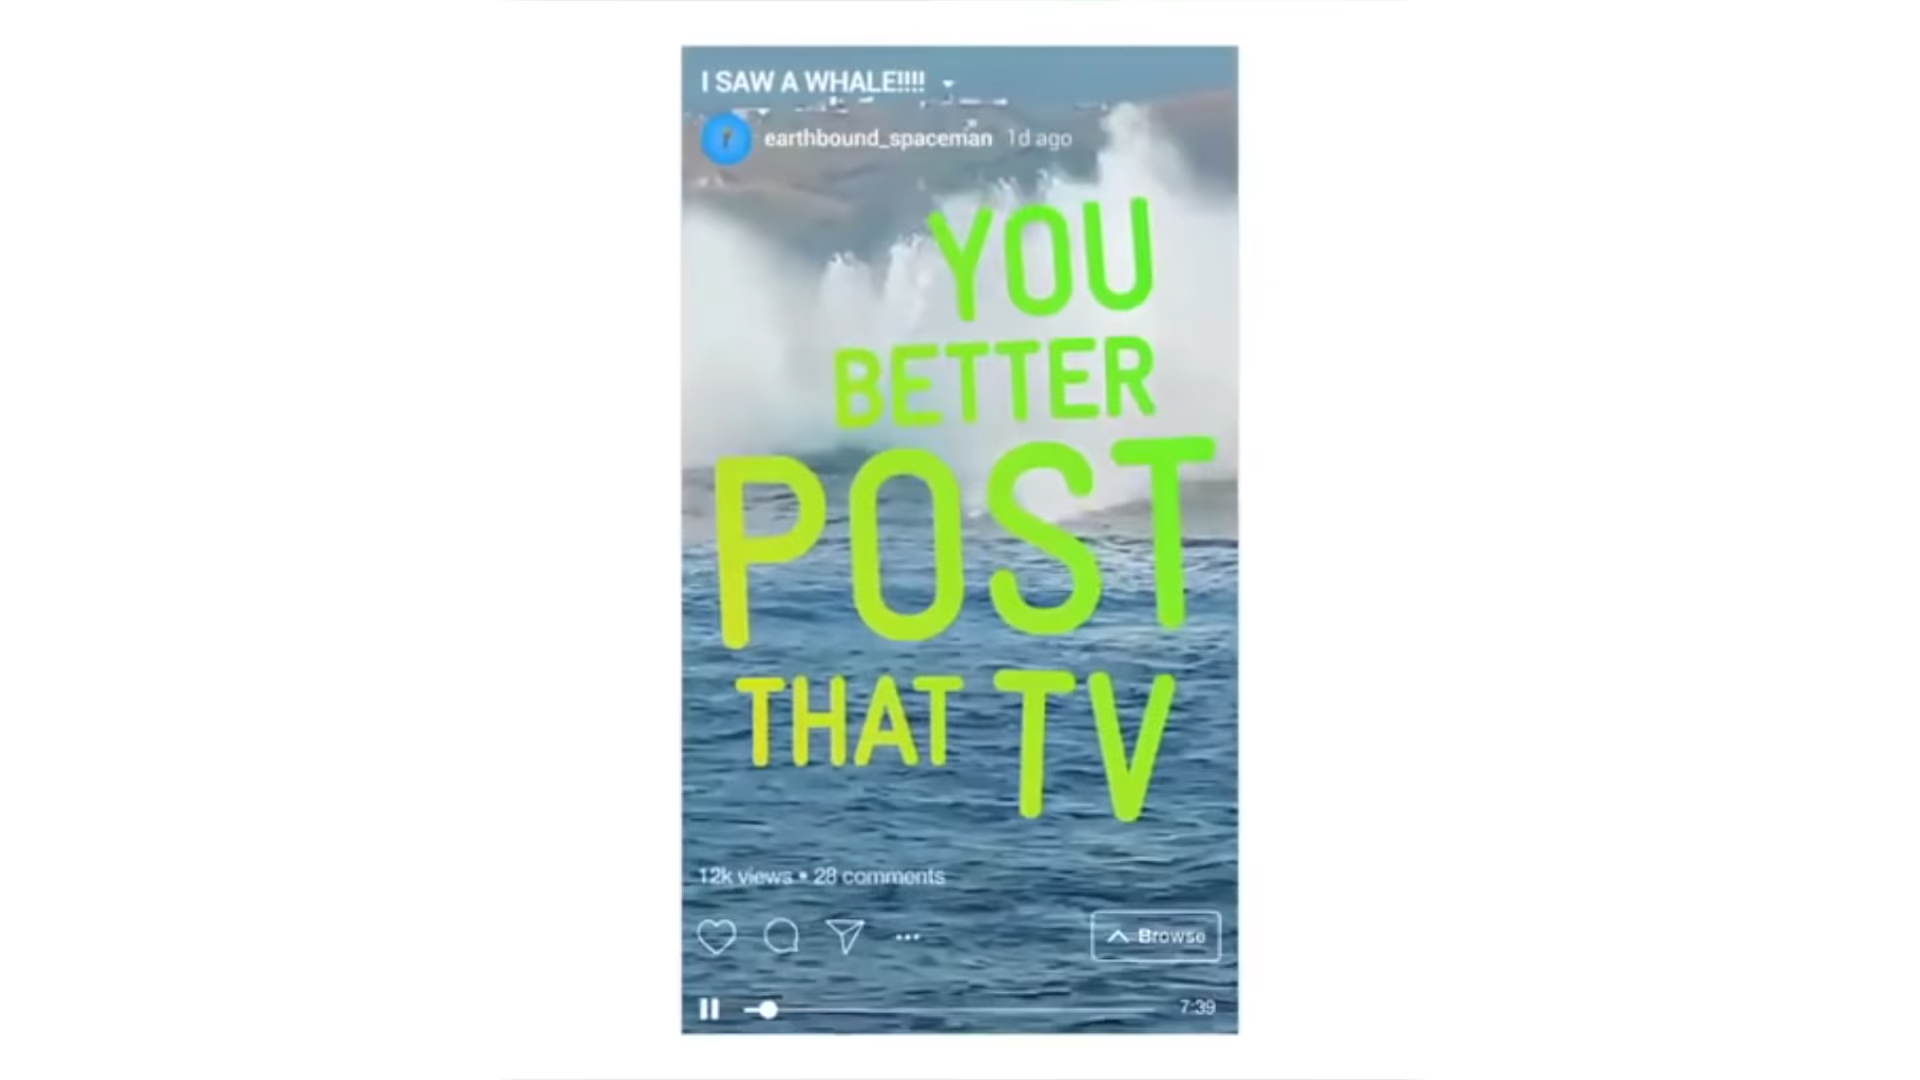 I SAW A WHALE!!!!
earthbound_spaceman 1d ago
YOU
BETTER
POST
THAT TV
12k views • 28 comments
Browse
7:39